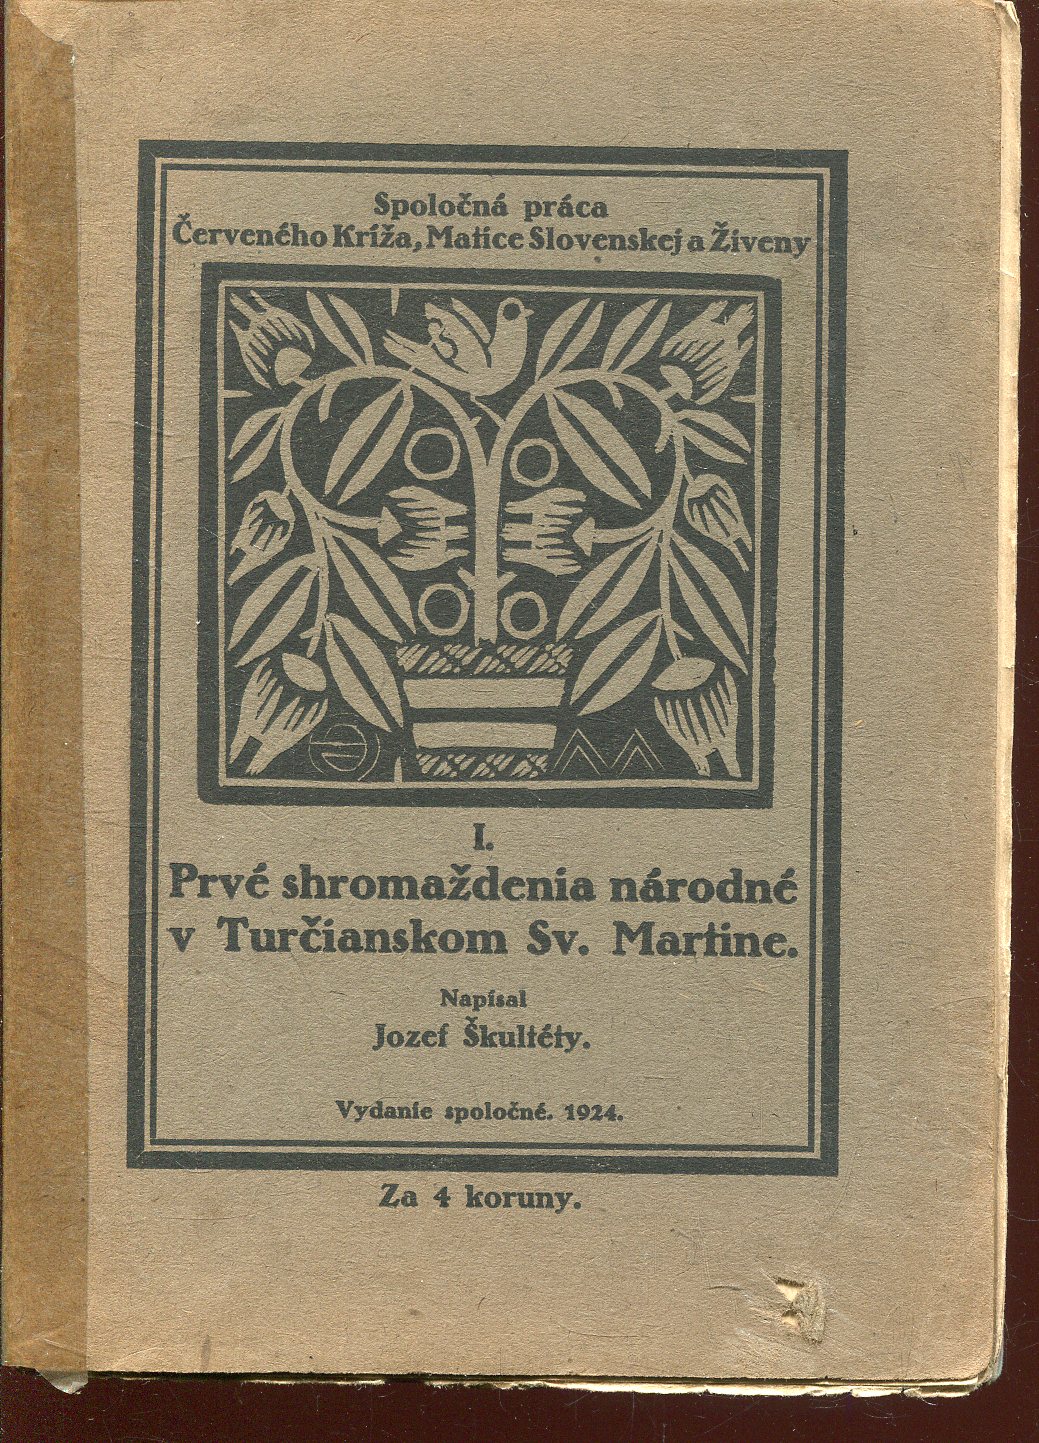 Spoločná práca
Červeného Kríža, Matice Slovenskej a Živeny
I.
Prvé shromaždenia národné
v Turčianskom Sv. Martine.
Napísal
Jozef Škultéty.
Vydanie spoločné. 1924.
Za 4 koruny.